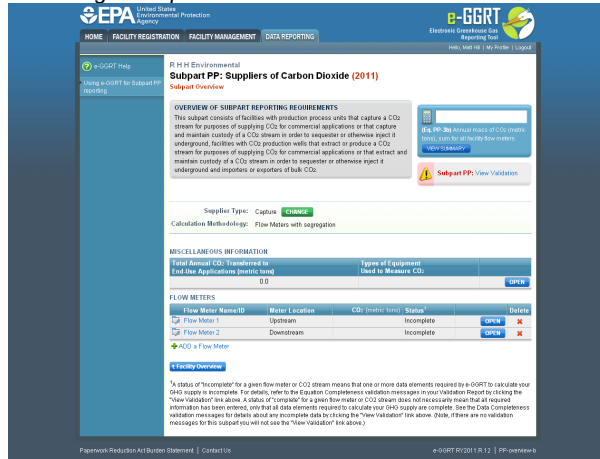 EPA United States Environmental Protection Agency
e-GGRT
Electronic Greenhouse Gas
Reporting Tool
HOME FACILITY REGISTRATION FACILITY MANAGEMENT DATA REPORTING
Hello, Matt Hill | My Profile | Logout
e-GGRT Help
Using e-GGRT for Subpart PP
reporting
R H H Environmental
Subpart PP: Suppliers of Carbon Dioxide (2011)
Subpart Overview
OVERVIEW OF SUBPART REPORTING REQUIREMENTS
This subpart consists of facilities with production process units that capture a CO2
stream for purposes of supplying CO2 for commercial applications or that capture
and maintain custody of a CO2 stream in order to sequester or otherwise inject it
underground, facilities with CO2 production wells that extract or produce a CO2
stream for purposes of supplying CO2 for commercial applications or that extract and
maintain custody of a CO2 stream in order to sequester or otherwise inject it
underground and importers or exporters of bulk CO2.
(Eq. PP-3b) Annual mass of CO2 (metric
tons), sum for all facility flow meters.
VIEW SUMMARY
Subpart PP: View Validation
Supplier Type: Capture CHANGE
Calculation Methodology: Flow Meters with segregation
MISCELLANEOUS INFORMATION
Total Annual CO2 Transferred to
End-Use Applications (metric tons)
Types of Equipment
Used to Measure CO2
0.0 OPEN
FLOW METERS
Flow Meter Name/ID Meter Location CO2 (metric tons) Status1 Delete
Flow Meter 1 Upstream Incomplete OPEN
Flow Meter 2 Downstream Incomplete OPEN
ADD a Flow Meter
Facility Overview
1A status of "Incomplete" for a given flow meter or CO2 stream means that one or more data elements required by e-GGRT to calculate your
GHG supply is incomplete. For details, refer to the Equation Completeness validation messages in your Validation Report by clicking the
"View Validation" link above. A status of "complete" for a given flow meter or CO2 stream does not necessarily mean that all required
information has been entered, only that all data elements required to calculate your GHG supply are complete. See the Data Completeness
validation messages for details about any incomplete data by clicking the "View Validation" link above. (Note, if there are no validation
messages for this subpart you will not see the "View Validation" link above.)
Paperwork Reduction Act Burden Statement | Contact Us
e-GGRT RY2011.R.12 | PP-overview-b